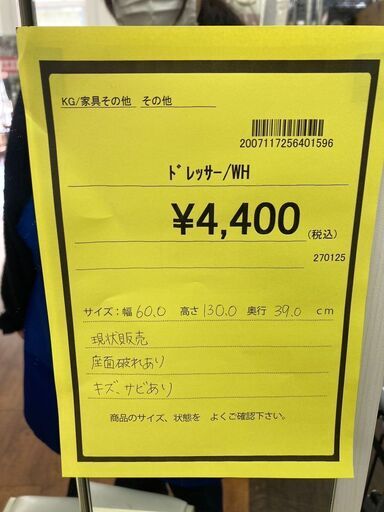 KG/家具その他 その他
2007117256401596
ﾄﾞﾚｯｻｰ/WH
¥4,400(税込)
270125
サイズ:幅 60.0 高さ 130.0 奥行 39.0 cm
現状販売
座面破れあり
キズ、サビあり
商品のサイズ、状態を よくご確認下さい。